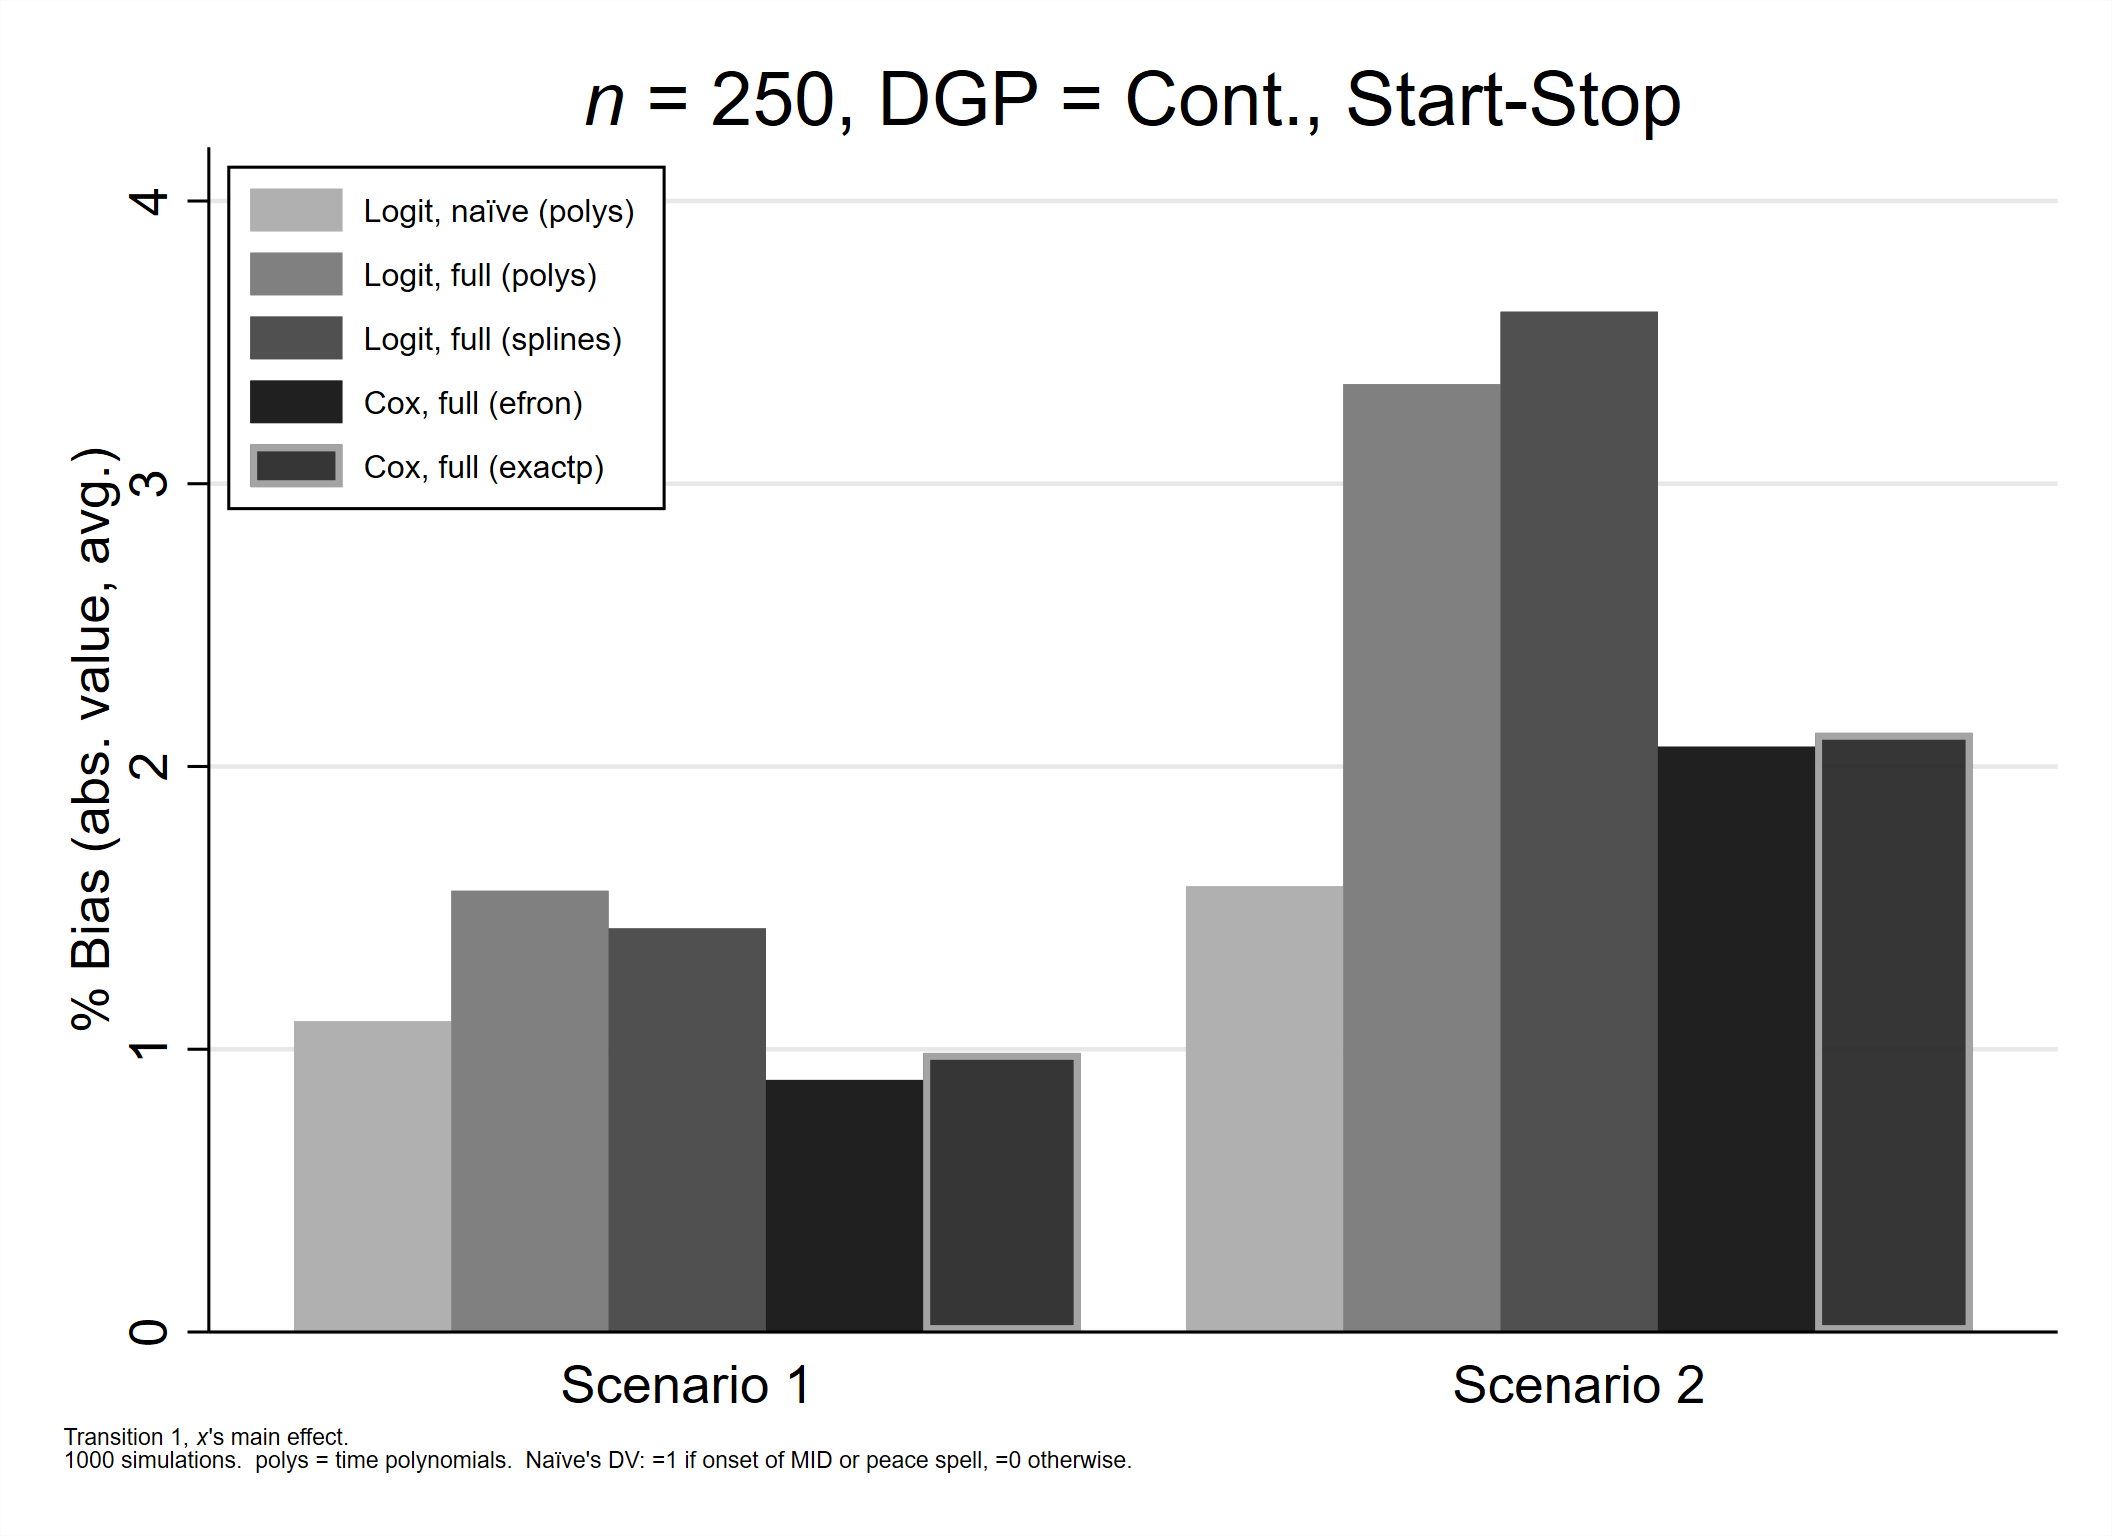 n = 250, DGP = Cont., Start-Stop
Logit, naïve (polys)
Logit, full (polys)
Logit, full (splines)
Cox, full (efron)
Cox, full (exactp)
% Bias (abs. value, avg.)
4
3
2
1
0
Scenario 1
Scenario 2
Transition 1, x's main effect.
1000 simulations.  polys = time polynomials.  Naïve's DV: =1 if onset of MID or peace spell, =0 otherwise.